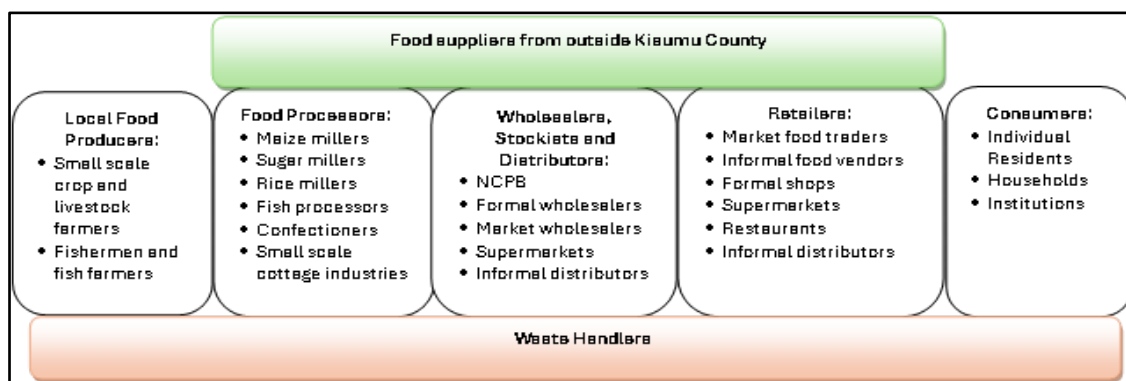 Food suppliers from outside Kisumu County
Local Food
Producers:
• Small scale
crop and
livestock
farmers
• Fishermen and
fish farmers
Food Processors:
• Maize millers
• Sugar millers
• Rice millers
• Fish processors
• Confectioners
• Small scale
cottage industries
Wholesalers,
Stockists and
Distributors:
• NCPB
• Formal wholesalers
• Market wholesalers
• Supermarkets
• Informal distributors
Retailers:
• Market food traders
• Informal food vendors
• Formal shops
• Supermarkets
• Restaurants
• Informal distributors
Consumers:
• Individual
Residents
• Households
• Institutions
Waste Handlers